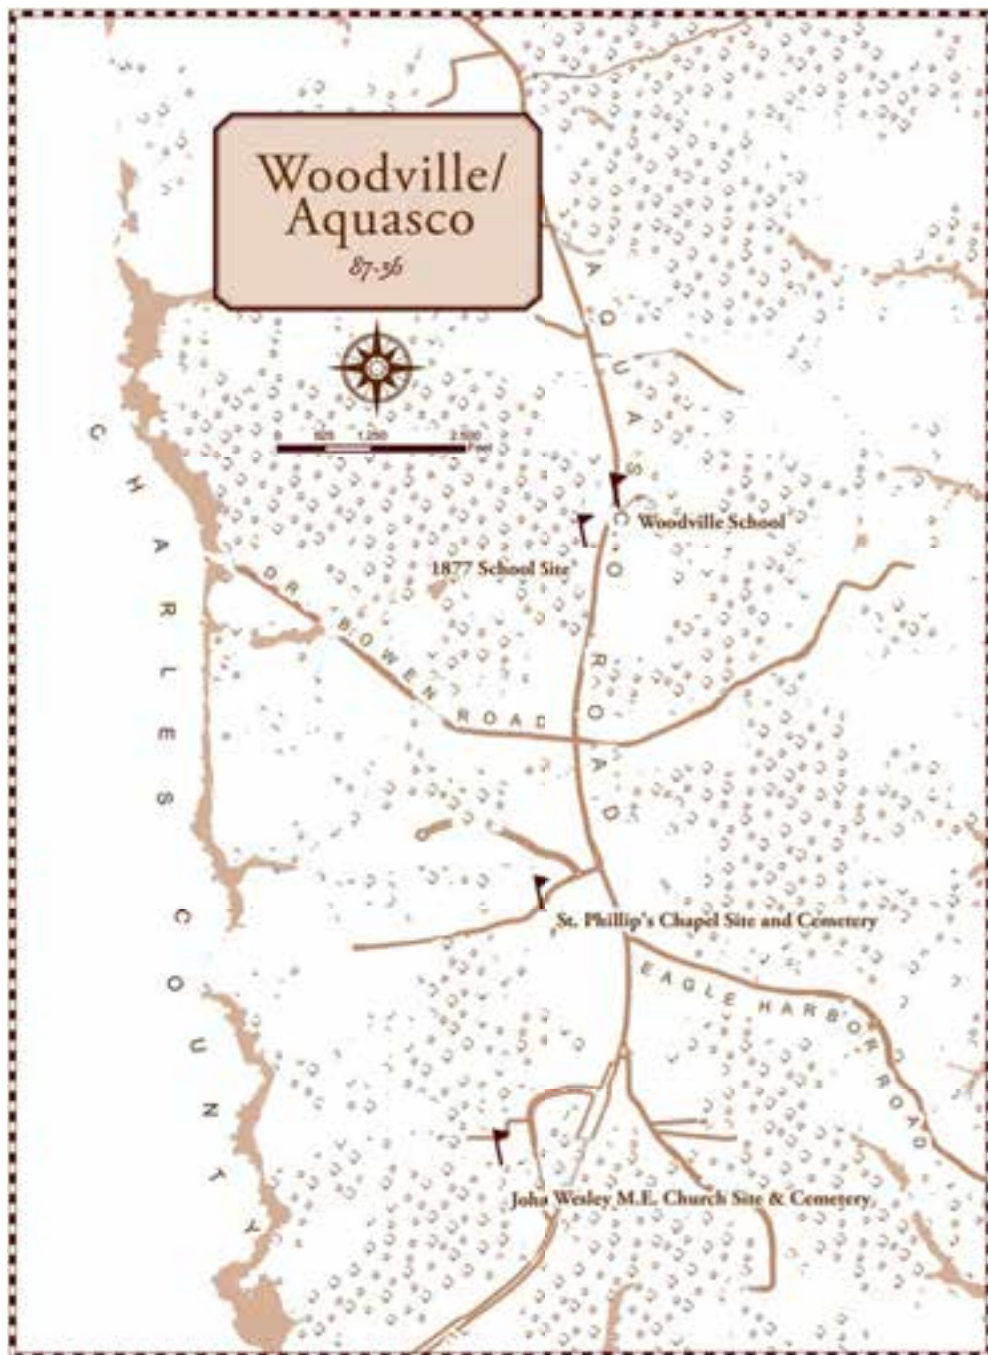 Woodville/
Aquasco
87-36
0 625 1,250 2,500
Feet
AQUASCO ROAD
CHARLES COUNTY
Woodville School
1877 School Site
DR. BOWEN ROAD
St. Phillip's Chapel Site and Cemetery
EAGLE HARBOR ROAD
John Wesley M.E. Church Site & Cemetery